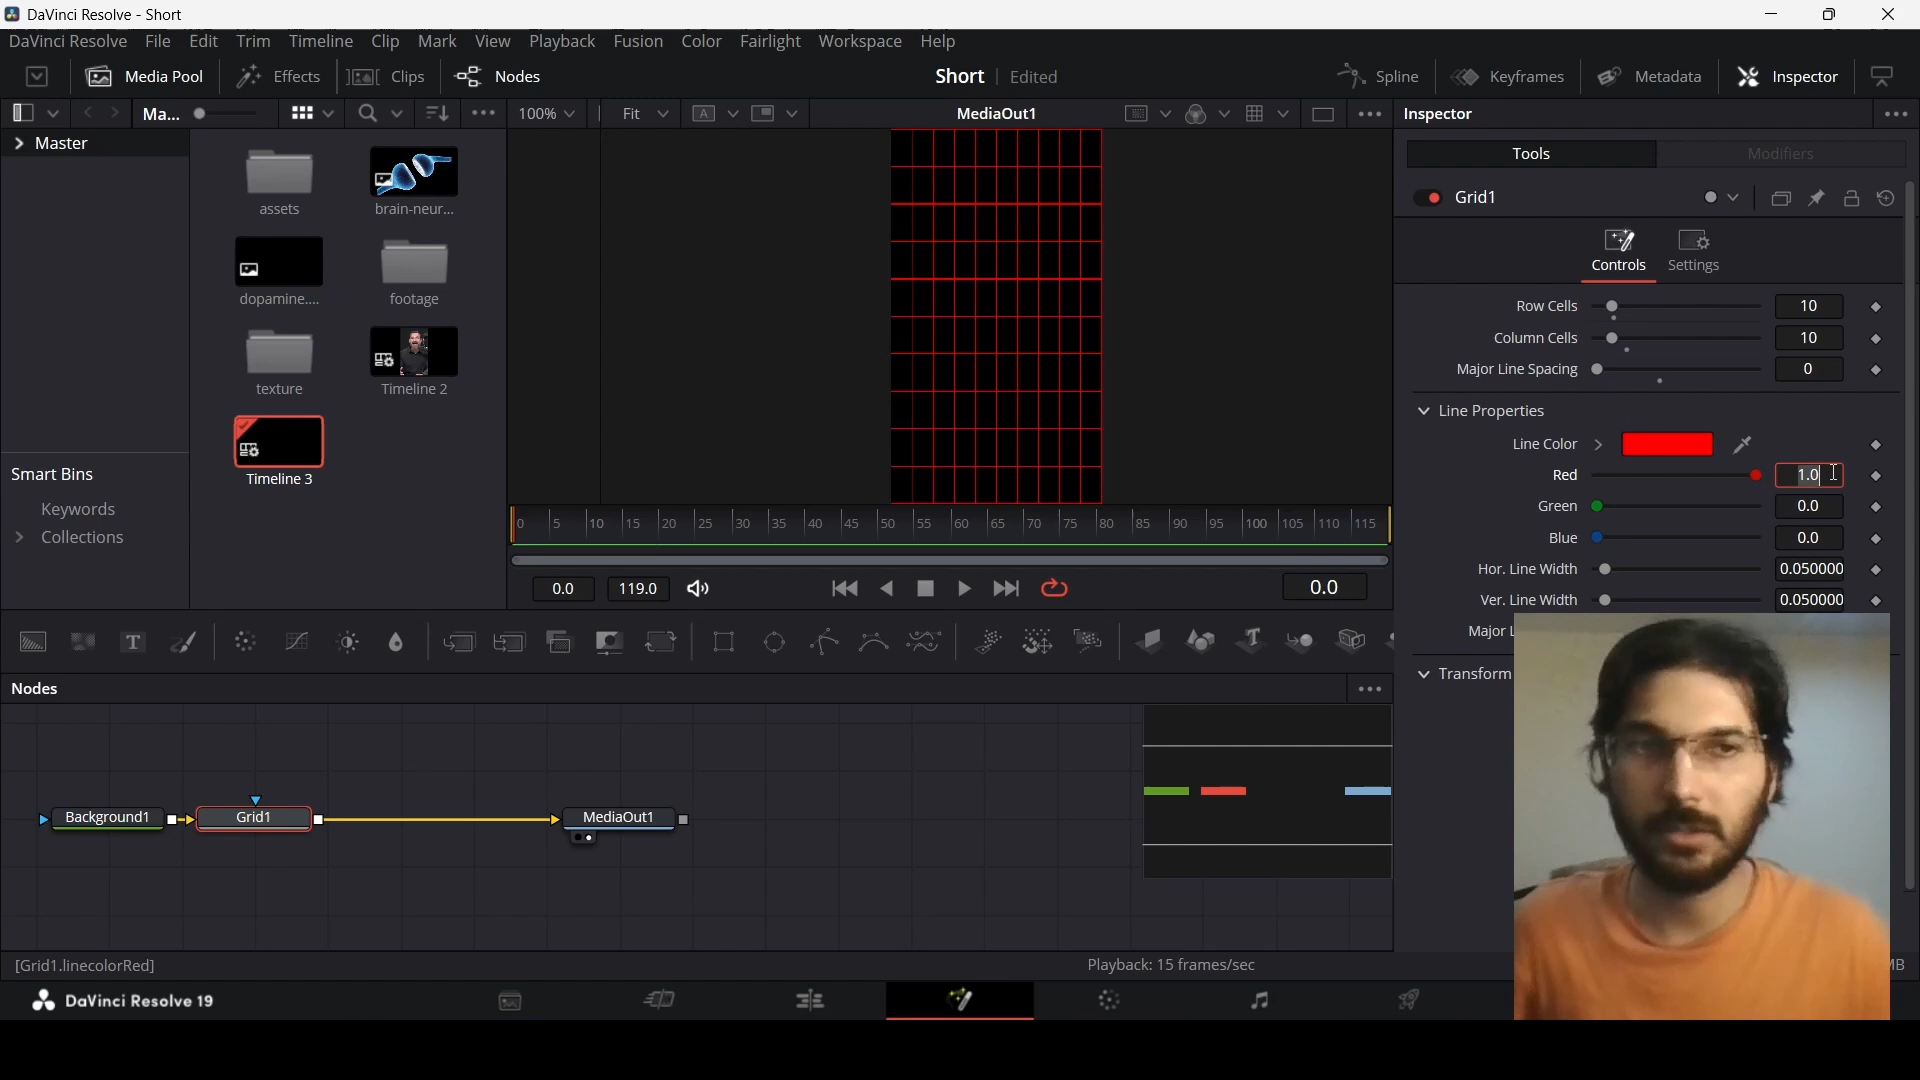 DaVinci Resolve - Short
DaVinci Resolve File Edit Trim Timeline Clip Mark View Playback Fusion Color Fairlight Workspace Help
Media Pool Effects Clips Nodes Short Edited Spline Keyframes Metadata Inspector
Ma... 100% Fit A MediaOut1 Inspector
Master
Tools Modifiers
Grid1
assets brain-neur...
Controls Settings
dopamine.... footage
Row Cells 10
Column Cells 10
Major Line Spacing 0
texture Timeline 2
Line Properties
Line Color
Red 1.0
Green 0.0
Blue 0.0
Hor. Line Width 0.050000
Ver. Line Width 0.050000
Major L
Transform
Timeline 3
Smart Bins
Keywords
Collections
0 5 10 15 20 25 30 35 40 45 50 55 60 65 70 75 80 85 90 95 100 105 110 115
0.0 119.0 0.0
T T
Nodes
Background1 Grid1 MediaOut1
[Grid1.linecolorRed] Playback: 15 frames/sec MB
DaVinci Resolve 19